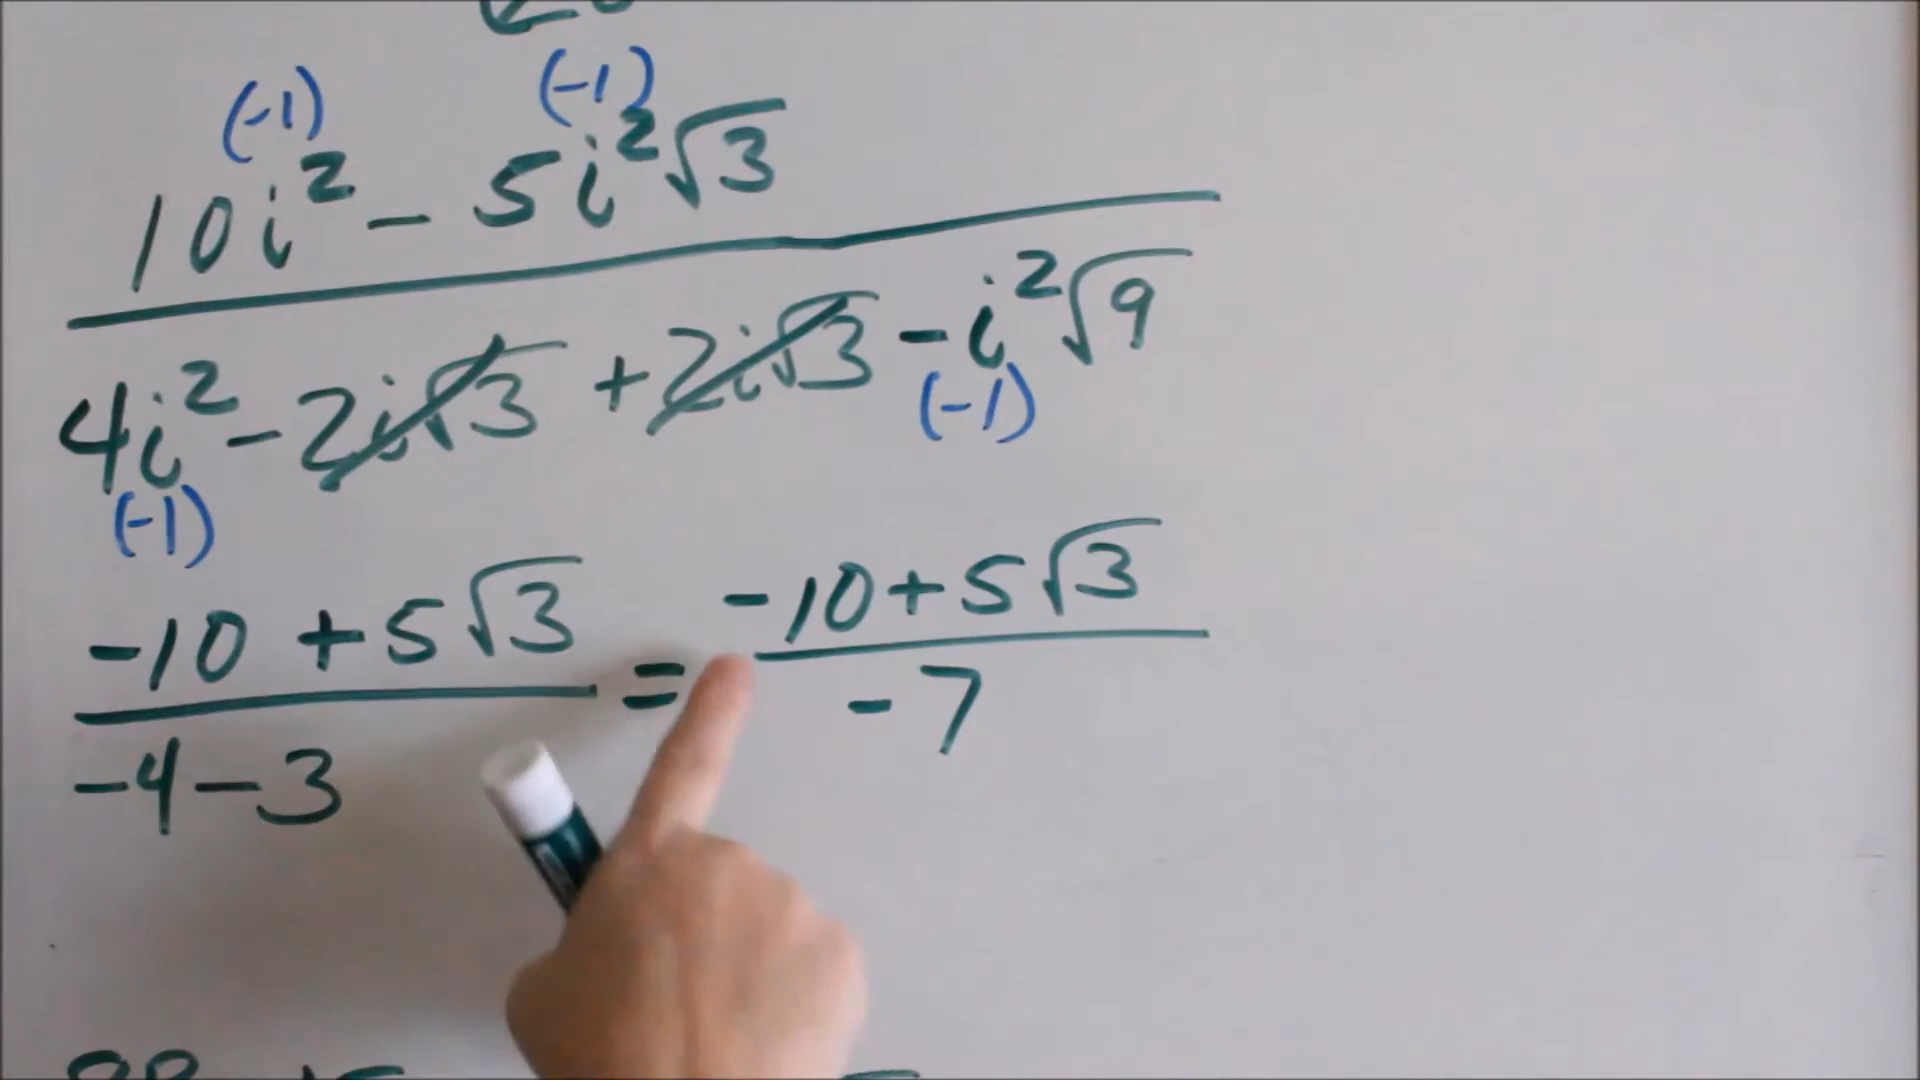 (-1) (-1)
10i² - 5i²√3
4i² - 2i√3 + 2i√3 - i²√9
(-1) (-1)
-10 + 5√3 = -10 + 5√3
-4 - 3 -7